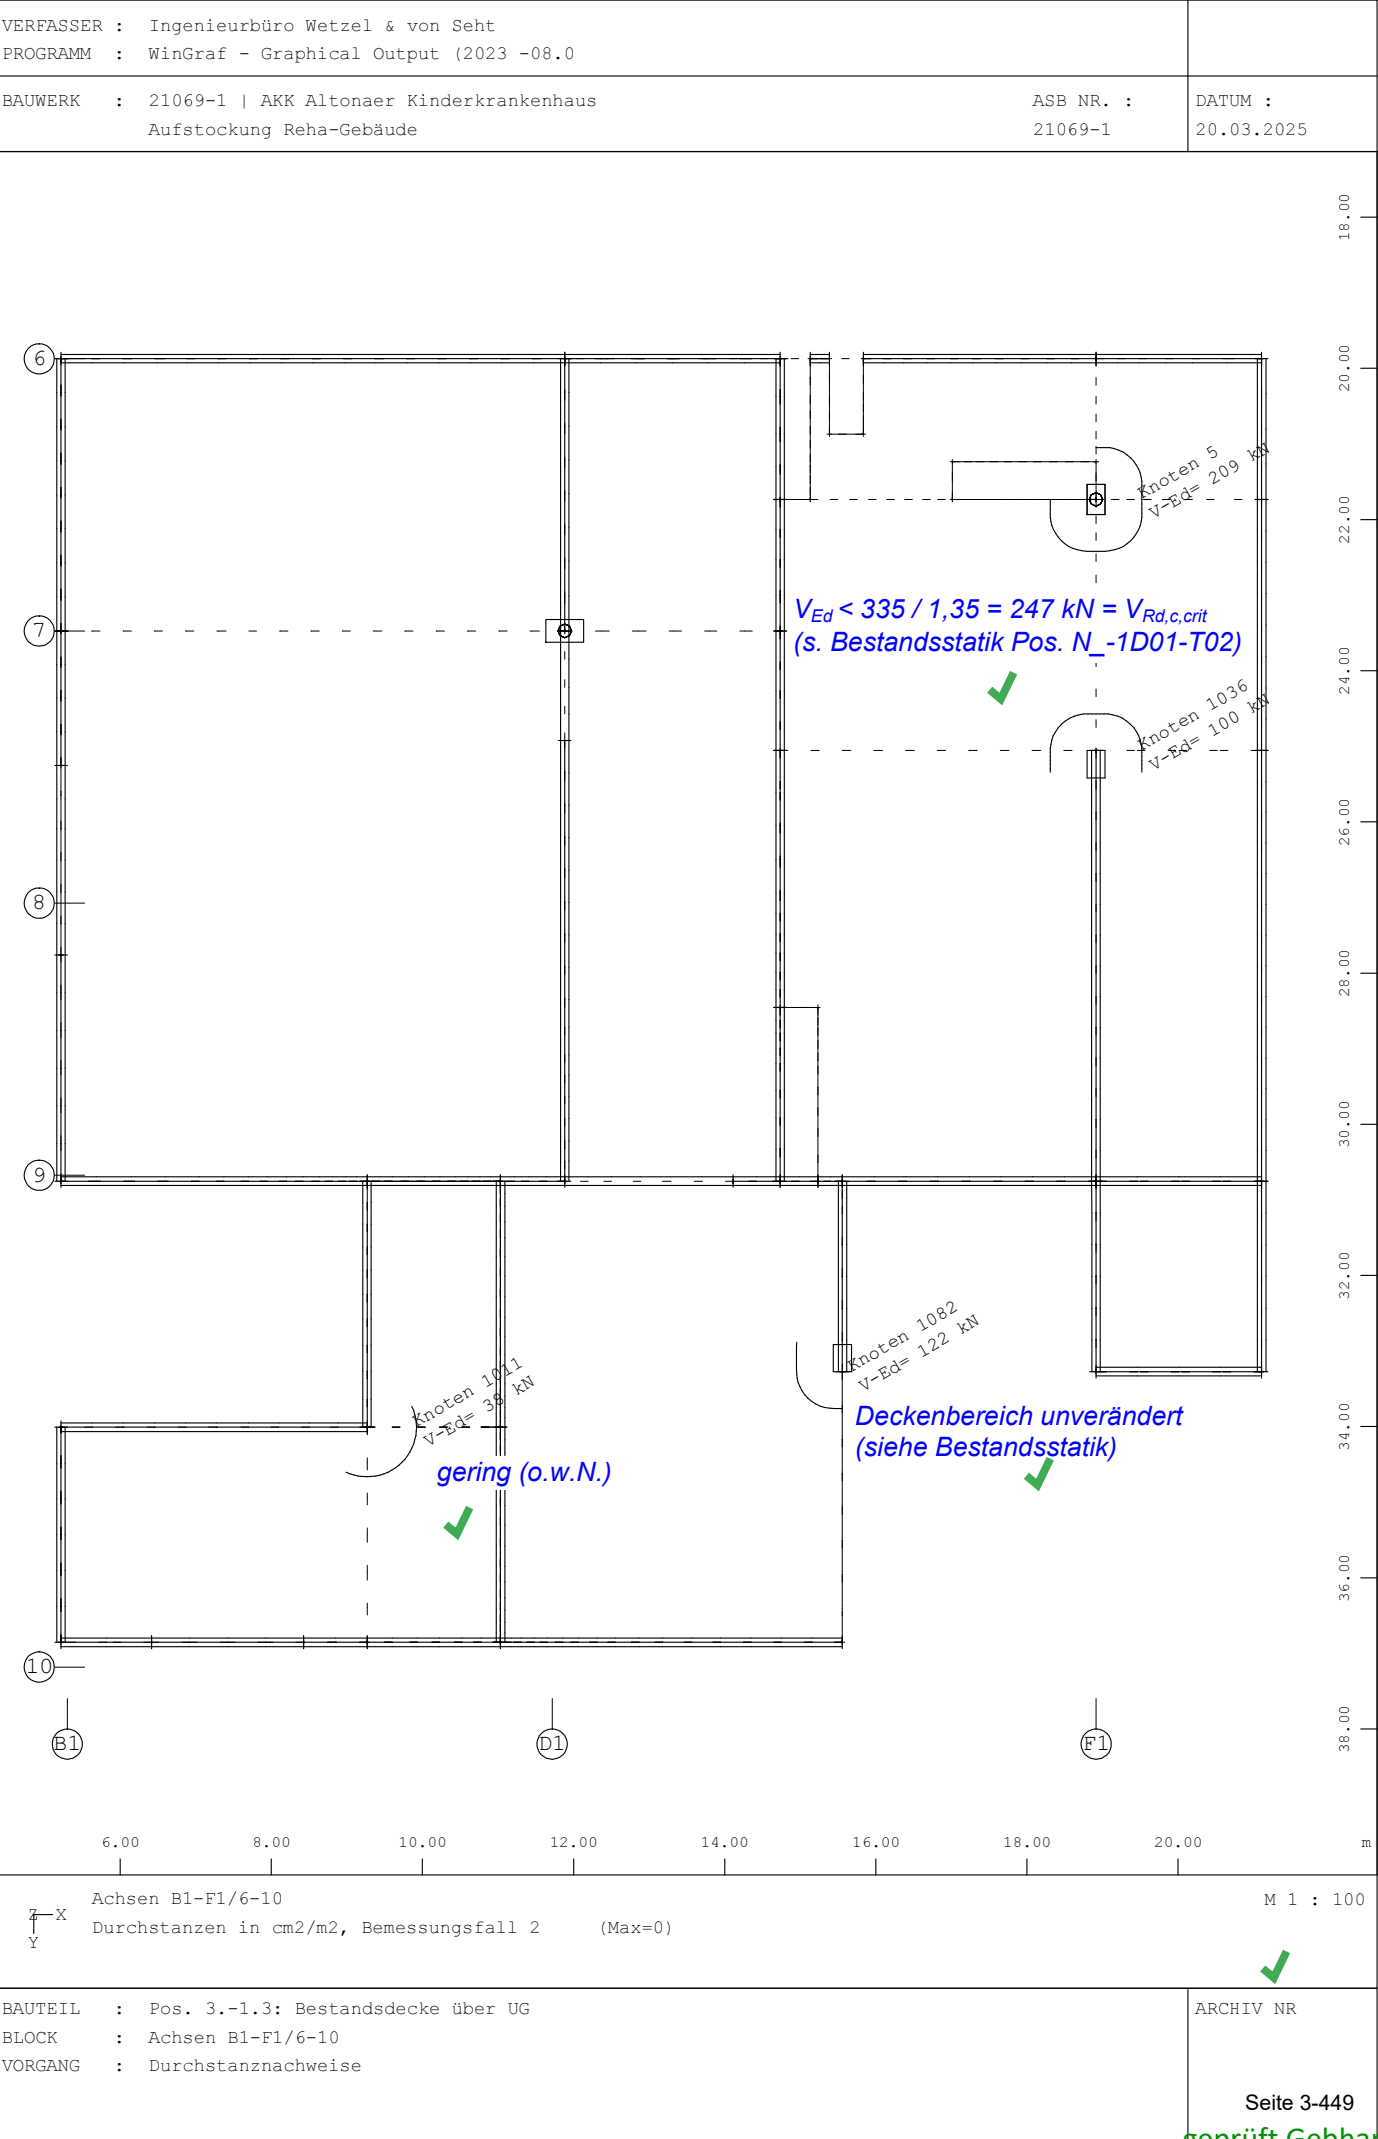 VERFASSER : Ingenieurbüro Wetzel & von Seht
PROGRAMM : WinGraf - Graphical Output (2023 -08.0
BAUWERK : 21069-1 | AKK Altonaer Kinderkrankenhaus
Aufstockung Reha-Gebäude
ASB NR. :
21069-1
DATUM :
20.03.2025
18.00
6
20.00
Knoten 5
V-Ed= 209 kN
22.00
V_Ed < 335 / 1,35 = 247 kN = V_Rd,c,crit
(s. Bestandsstatik Pos. N_-1D01-T02)
7
24.00
Knoten 1036
V-Ed= 100 kN
26.00
8
28.00
30.00
9
32.00
Knoten 1082
V-Ed= 122 kN
Knoten 1011
V-Ed= 38 kN
Deckenbereich unverändert
(siehe Bestandsstatik)
34.00
gering (o.w.N.)
36.00
10
38.00
B1 D1 F1
6.00 8.00 10.00 12.00 14.00 16.00 18.00 20.00 m
Z X
Y
Achsen B1-F1/6-10
Durchstanzen in cm2/m2, Bemessungsfall 2 (Max=0)
M 1 : 100
BAUTEIL : Pos. 3.-1.3: Bestandsdecke über UG
BLOCK : Achsen B1-F1/6-10
VORGANG : Durchstanznachweise
ARCHIV NR
Seite 3-449
geprüft